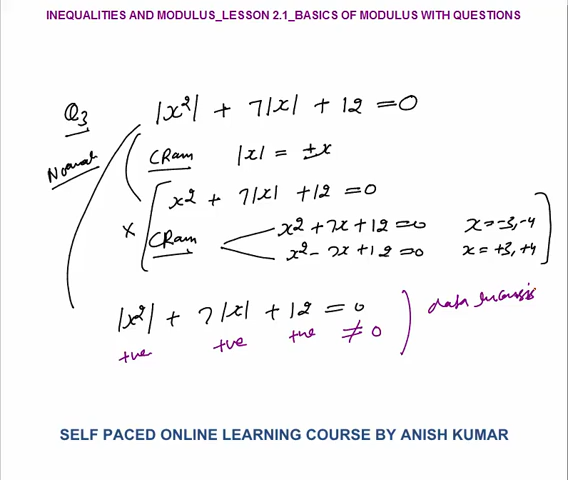 INEQUALITIES AND MODULUS_LESSON 2.1_BASICS OF MODULUS WITH QUESTIONS
Q3 |x²| + 7|x| + 12 = 0
Normal CRam |x| = ±x
x² + 7|x| + 12 = 0
x CRam x² + 7x + 12 = 0 x = -3, -4
x² - 7x + 12 = 0 x = +3, +4
|x²| + 7|x| + 12 = 0 data
+ve +ve +ve ≠ 0
SELF PACED ONLINE LEARNING COURSE BY ANISH KUMAR